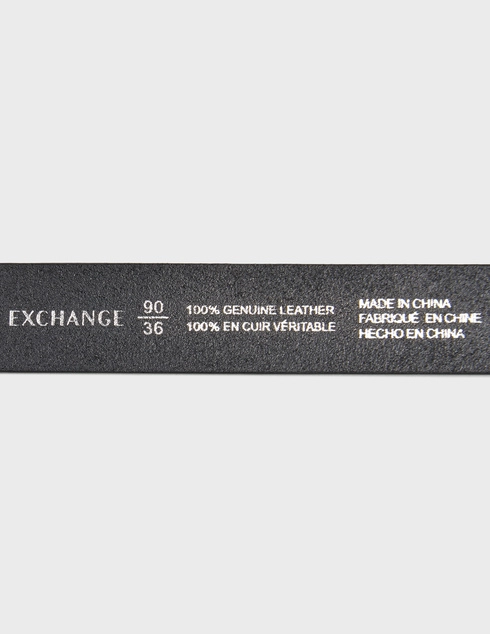 EXCHANGE
90
36
100% GENUINE LEATHER
100% EN CUIR VÉRITABLE
MADE IN CHINA
FABRIQUÉ EN CHINE
HECHO EN CHINA